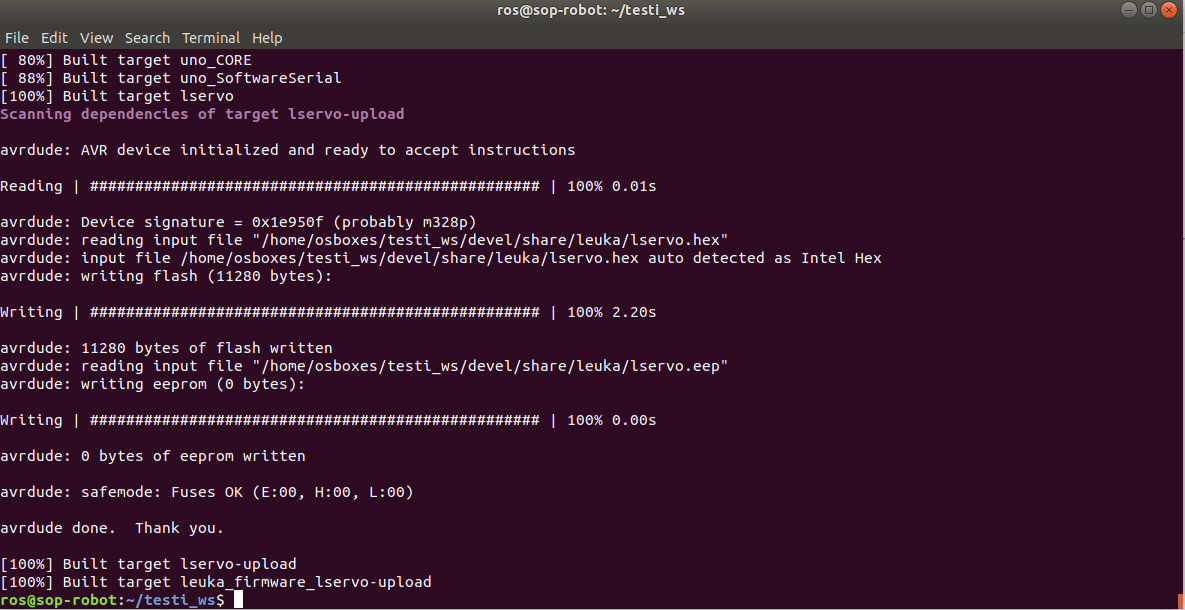 ros@sop-robot: ~/testi_ws
File Edit View Search Terminal Help
[ 80%] Built target uno_CORE
[ 88%] Built target uno_SoftwareSerial
[100%] Built target lservo
Scanning dependencies of target lservo-upload
avrdude: AVR device initialized and ready to accept instructions
Reading | ################################################## | 100% 0.01s
avrdude: Device signature = 0x1e950f (probably m328p)
avrdude: reading input file "/home/osboxes/testi_ws/devel/share/leuka/lservo.hex"
avrdude: input file /home/osboxes/testi_ws/devel/share/leuka/lservo.hex auto detected as Intel Hex
avrdude: writing flash (11280 bytes):
Writing | ################################################## | 100% 2.20s
avrdude: 11280 bytes of flash written
avrdude: reading input file "/home/osboxes/testi_ws/devel/share/leuka/lservo.eep"
avrdude: writing eeprom (0 bytes):
Writing | ################################################## | 100% 0.00s
avrdude: 0 bytes of eeprom written
avrdude: safemode: Fuses OK (E:00, H:00, L:00)
avrdude done.  Thank you.
[100%] Built target lservo-upload
[100%] Built target leuka_firmware_lservo-upload
ros@sop-robot:~/testi_ws$